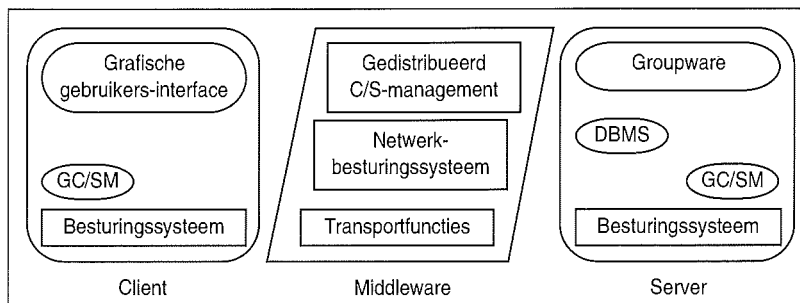 Grafische
gebruikers-interface
GC/SM
Besturingssysteem
Client
Gedistribueerd
C/S-management
Netwerk-
besturingssysteem
Transportfuncties
Middleware
Groupware
DBMS
GC/SM
Besturingssysteem
Server